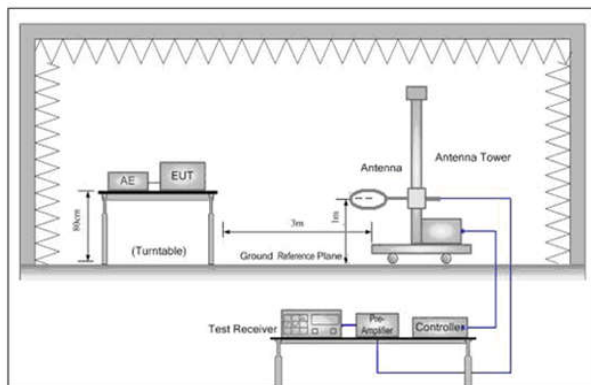 Antenna Tower
Antenna
AE
EUT
80cm
3m
1m
(Turntable)
Ground Reference Plane
Test Receiver
Pre-
Amplifier
Controller